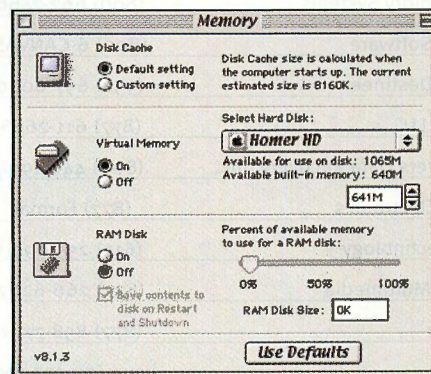 Memory
Disk Cache
Default setting
Custom setting
Disk Cache size is calculated when
the computer starts up. The current
estimated size is 8160K.
Virtual Memory
On
Off
Select Hard Disk:
Homer HD
Available for use on disk: 1065M
Available built-in memory: 640M
641M
RAM Disk
On
Off
Save contents to
disk on Restart
and Shutdown
Percent of available memory
to use for a RAM disk:
0% 50% 100%
RAM Disk Size: 0K
v8.1.3
Use Defaults